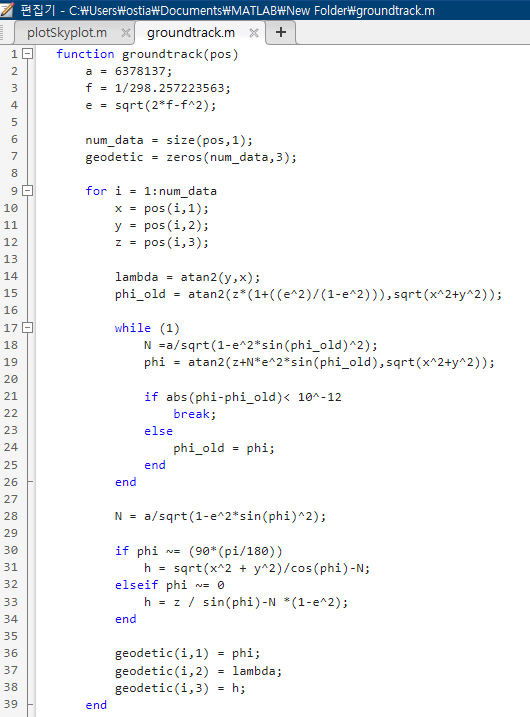 편집기 - C:₩Users₩ostia₩Documents₩MATLAB₩New Folder₩groundtrack.m
plotSkyplot.m × groundtrack.m × +
1 function groundtrack(pos)
2 a = 6378137;
3 f = 1/298.257223563;
4 e = sqrt(2*f-f^2);
5
6 num_data = size(pos,1);
7 geodetic = zeros(num_data,3);
8
9 for i = 1:num_data
10 x = pos(i,1);
11 y = pos(i,2);
12 z = pos(i,3);
13
14 lambda = atan2(y,x);
15 phi_old = atan2(z*(1+((e^2)/(1-e^2))),sqrt(x^2+y^2));
16
17 while (1)
18 N =a/sqrt(1-e^2*sin(phi_old)^2);
19 phi = atan2(z+N*e^2*sin(phi_old),sqrt(x^2+y^2));
20
21 if abs(phi-phi_old)< 10^-12
22 break;
23 else
24 phi_old = phi;
25 end
26 end
27
28 N = a/sqrt(1-e^2*sin(phi)^2);
29
30 if phi ~= (90*(pi/180))
31 h = sqrt(x^2 + y^2)/cos(phi)-N;
32 elseif phi ~= 0
33 h = z / sin(phi)-N *(1-e^2);
34 end
35
36 geodetic(i,1) = phi;
37 geodetic(i,2) = lambda;
38 geodetic(i,3) = h;
39 end